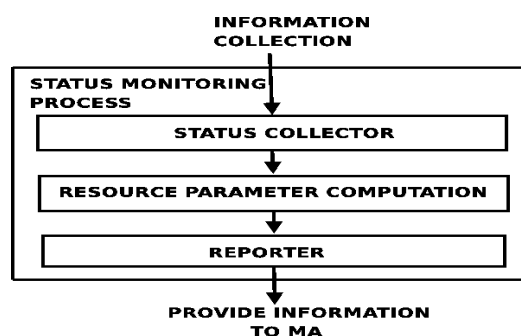 INFORMATION
COLLECTION
STATUS MONITORING
PROCESS
STATUS COLLECTOR
RESOURCE PARAMETER COMPUTATION
REPORTER
PROVIDE INFORMATION
TO MA